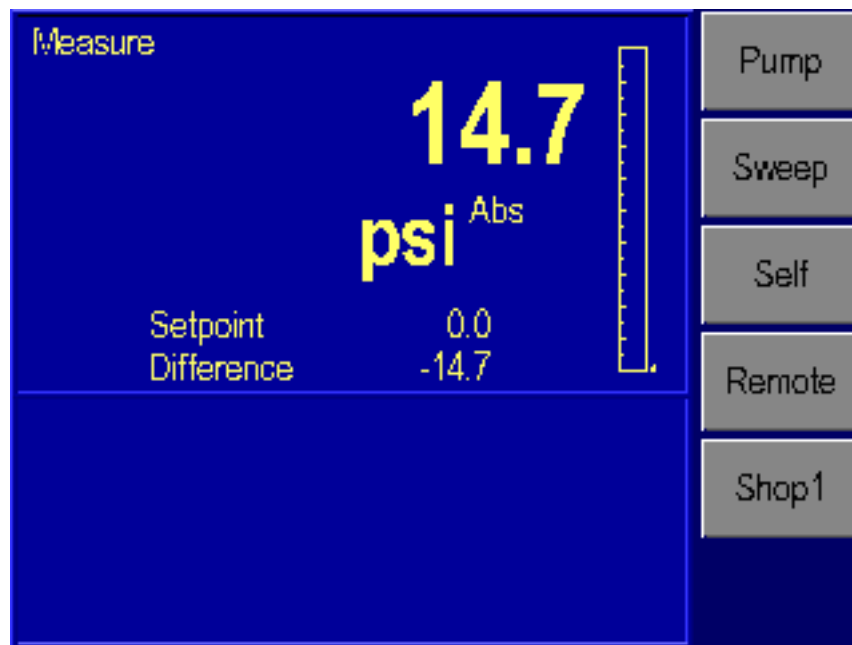 Measure
14.7
psi Abs
Setpoint 0.0
Difference -14.7
Pump
Sweep
Self
Remote
Shop1